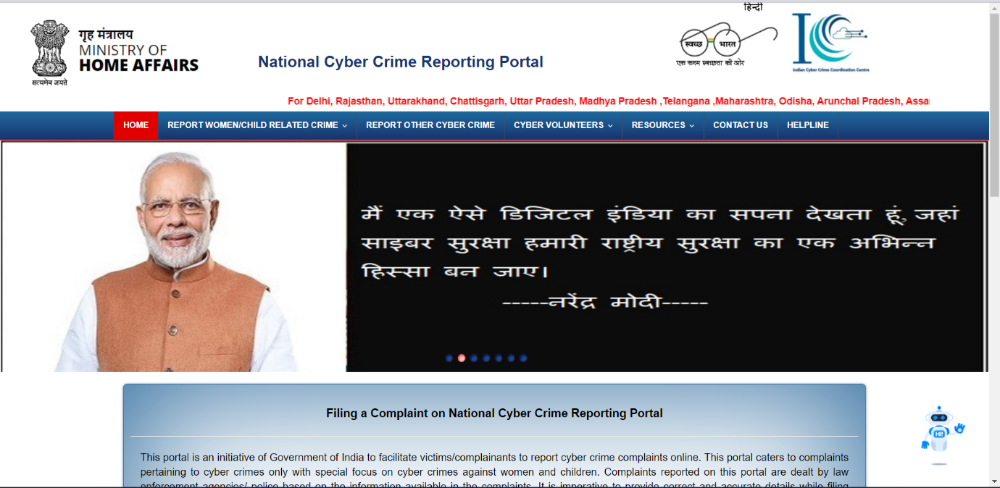 हिन्दी
गृह मंत्रालय
MINISTRY OF
HOME AFFAIRS
सत्यमेव जयते
National Cyber Crime Reporting Portal
स्वच्छ भारत
एक कदम स्वच्छता की ओर
Indian Cyber Crime Coordination Centre
For Delhi, Rajasthan, Uttarakhand, Chattisgarh, Uttar Pradesh, Madhya Pradesh ,Telangana ,Maharashtra, Odisha, Arunchal Pradesh, Assa
HOME REPORT WOMEN/CHILD RELATED CRIME REPORT OTHER CYBER CRIME CYBER VOLUNTEERS RESOURCES CONTACT US HELPLINE
मैं एक ऐसे डिजिटल इंडिया का सपना देखता हूं, जहां
साइबर सुरक्षा हमारी राष्ट्रीय सुरक्षा का एक अभिन्न
हिस्सा बन जाए।
-----नरेंद्र मोदी-----
Filing a Complaint on National Cyber Crime Reporting Portal
This portal is an initiative of Government of India to facilitate victims/complainants to report cyber crime complaints online. This portal caters to complaints
pertaining to cyber crimes only with special focus on cyber crimes against women and children. Complaints reported on this portal are dealt by law
enforcement agencies/ police based on the information available in the complaints. It is imperative to provide correct and accurate details while filing
HI!